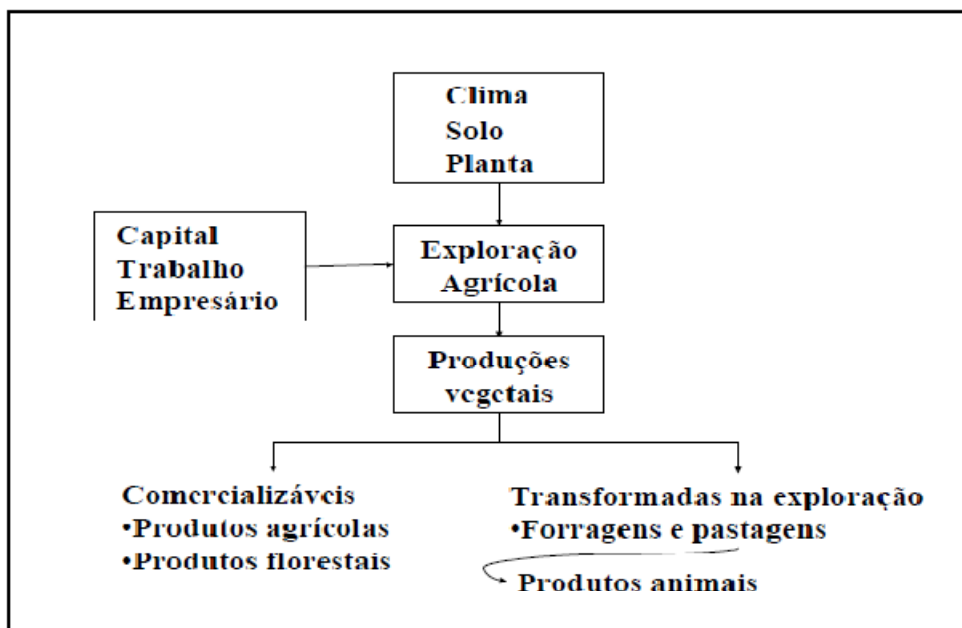 Clima
Solo
Planta
Capital
Trabalho
Empresário
Exploração
Agrícola
Produções
vegetais
Comercializáveis
•Produtos agrícolas
•Produtos florestais
Transformadas na exploração
•Forragens e pastagens
Produtos animais